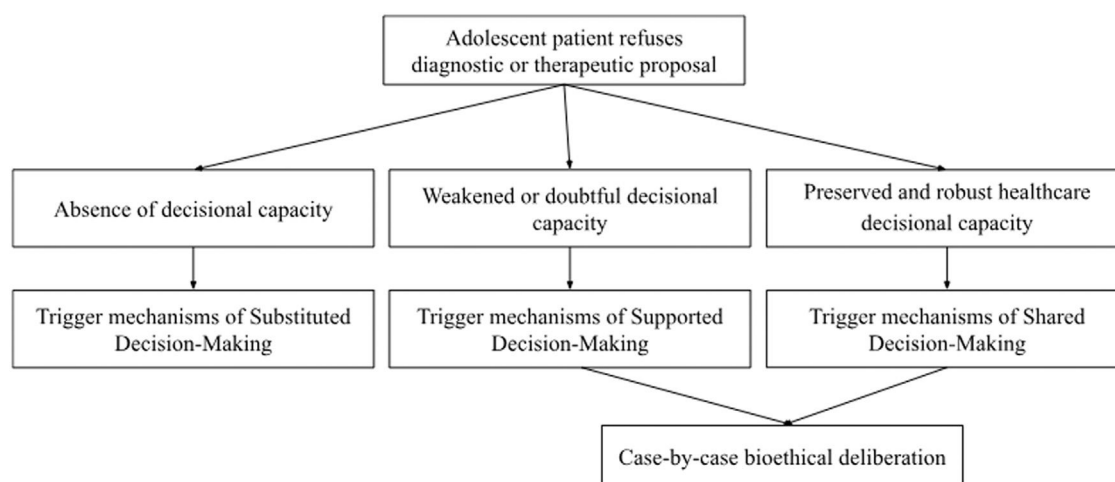 Adolescent patient refuses
diagnostic or therapeutic proposal
Absence of decisional capacity
Weakened or doubtful decisional
capacity
Preserved and robust healthcare
decisional capacity
Trigger mechanisms of Substituted
Decision-Making
Trigger mechanisms of Supported
Decision-Making
Trigger mechanisms of Shared
Decision-Making
Case-by-case bioethical deliberation